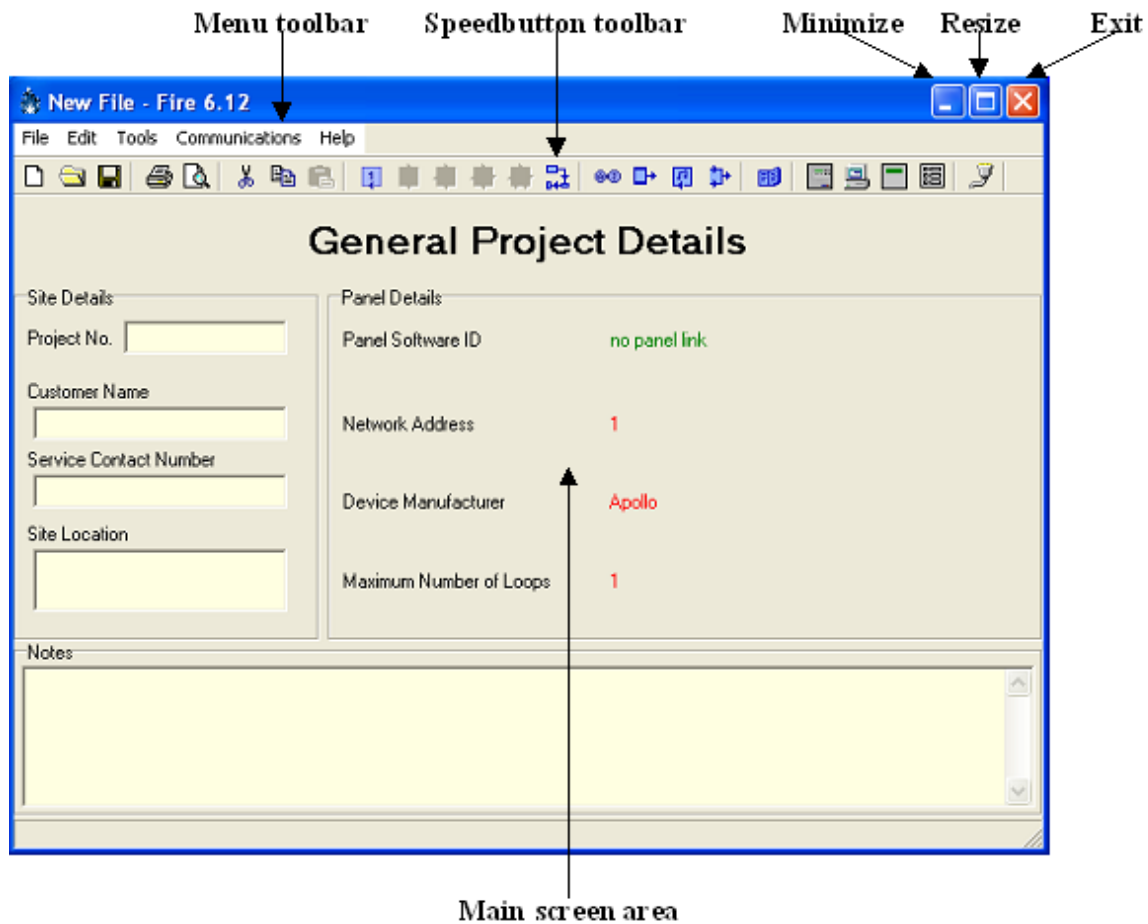 Menu toolbar Speedbutton toolbar Minimize Resize Exit
New File - Fire 6.12
File Edit Tools Communications Help
General Project Details
Site Details
Project No.
Customer Name
Service Contact Number
Site Location
Panel Details
Panel Software ID no panel link
Network Address 1
Device Manufacturer Apollo
Maximum Number of Loops 1
Notes
Main screen area